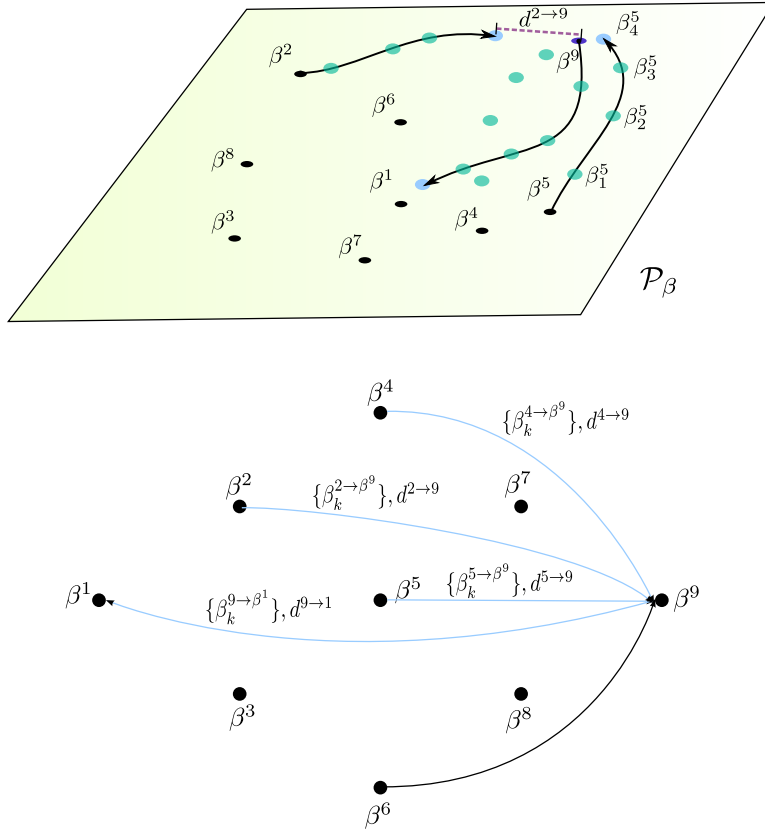 d^{2→9}
β^2
β^9
β^5_4
β^5_3
β^6
β^5_2
β^8
β^1
β^5
β^5_1
β^3
β^4
β^7
𝒫_β
β^4
{β_k^{4→β^9}}, d^{4→9}
β^2
{β_k^{2→β^9}}, d^{2→9}
β^7
β^1
{β_k^{9→β^1}}, d^{9→1}
β^5
{β_k^{5→β^9}}, d^{5→9}
β^9
β^3
β^8
β^6